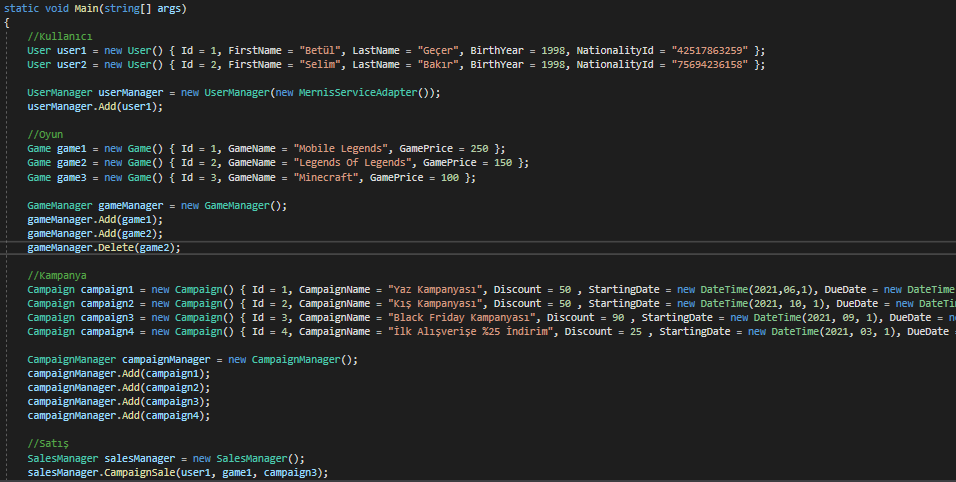 static void Main(string[] args)
{
//Kullanıcı
User user1 = new User() { Id = 1, FirstName = "Betül", LastName = "Geçer", BirthYear = 1998, NationalityId = "42517863259" };
User user2 = new User() { Id = 2, FirstName = "Selim", LastName = "Bakır", BirthYear = 1998, NationalityId = "75694236158" };
UserManager userManager = new UserManager(new MernisServiceAdapter());
userManager.Add(user1);
//Oyun
Game game1 = new Game() { Id = 1, GameName = "Mobile Legends", GamePrice = 250 };
Game game2 = new Game() { Id = 2, GameName = "Legends Of Legends", GamePrice = 150 };
Game game3 = new Game() { Id = 3, GameName = "Minecraft", GamePrice = 100 };
GameManager gameManager = new GameManager();
gameManager.Add(game1);
gameManager.Add(game2);
gameManager.Delete(game2);
//Kampanya
Campaign campaign1 = new Campaign() { Id = 1, CampaignName = "Yaz Kampanyası", Discount = 50 , StartingDate = new DateTime(2021,06,1), DueDate = new DateTime
Campaign campaign2 = new Campaign() { Id = 2, CampaignName = "Kış Kampanyası", Discount = 50 , StartingDate = new DateTime(2021, 10, 1), DueDate = new DateTi
Campaign campaign3 = new Campaign() { Id = 3, CampaignName = "Black Friday Kampanyası", Discount = 90 , StartingDate = new DateTime(2021, 09, 1), DueDate =
Campaign campaign4 = new Campaign() { Id = 4, CampaignName = "İlk Alışverişe %25 İndirim", Discount = 25 , StartingDate = new DateTime(2021, 03, 1), DueDate =
CampaignManager campaignManager = new CampaignManager();
campaignManager.Add(campaign1);
campaignManager.Add(campaign2);
campaignManager.Add(campaign3);
campaignManager.Add(campaign4);
//Satış
SalesManager salesManager = new SalesManager();
salesManager.CampaignSale(user1, game1, campaign3);